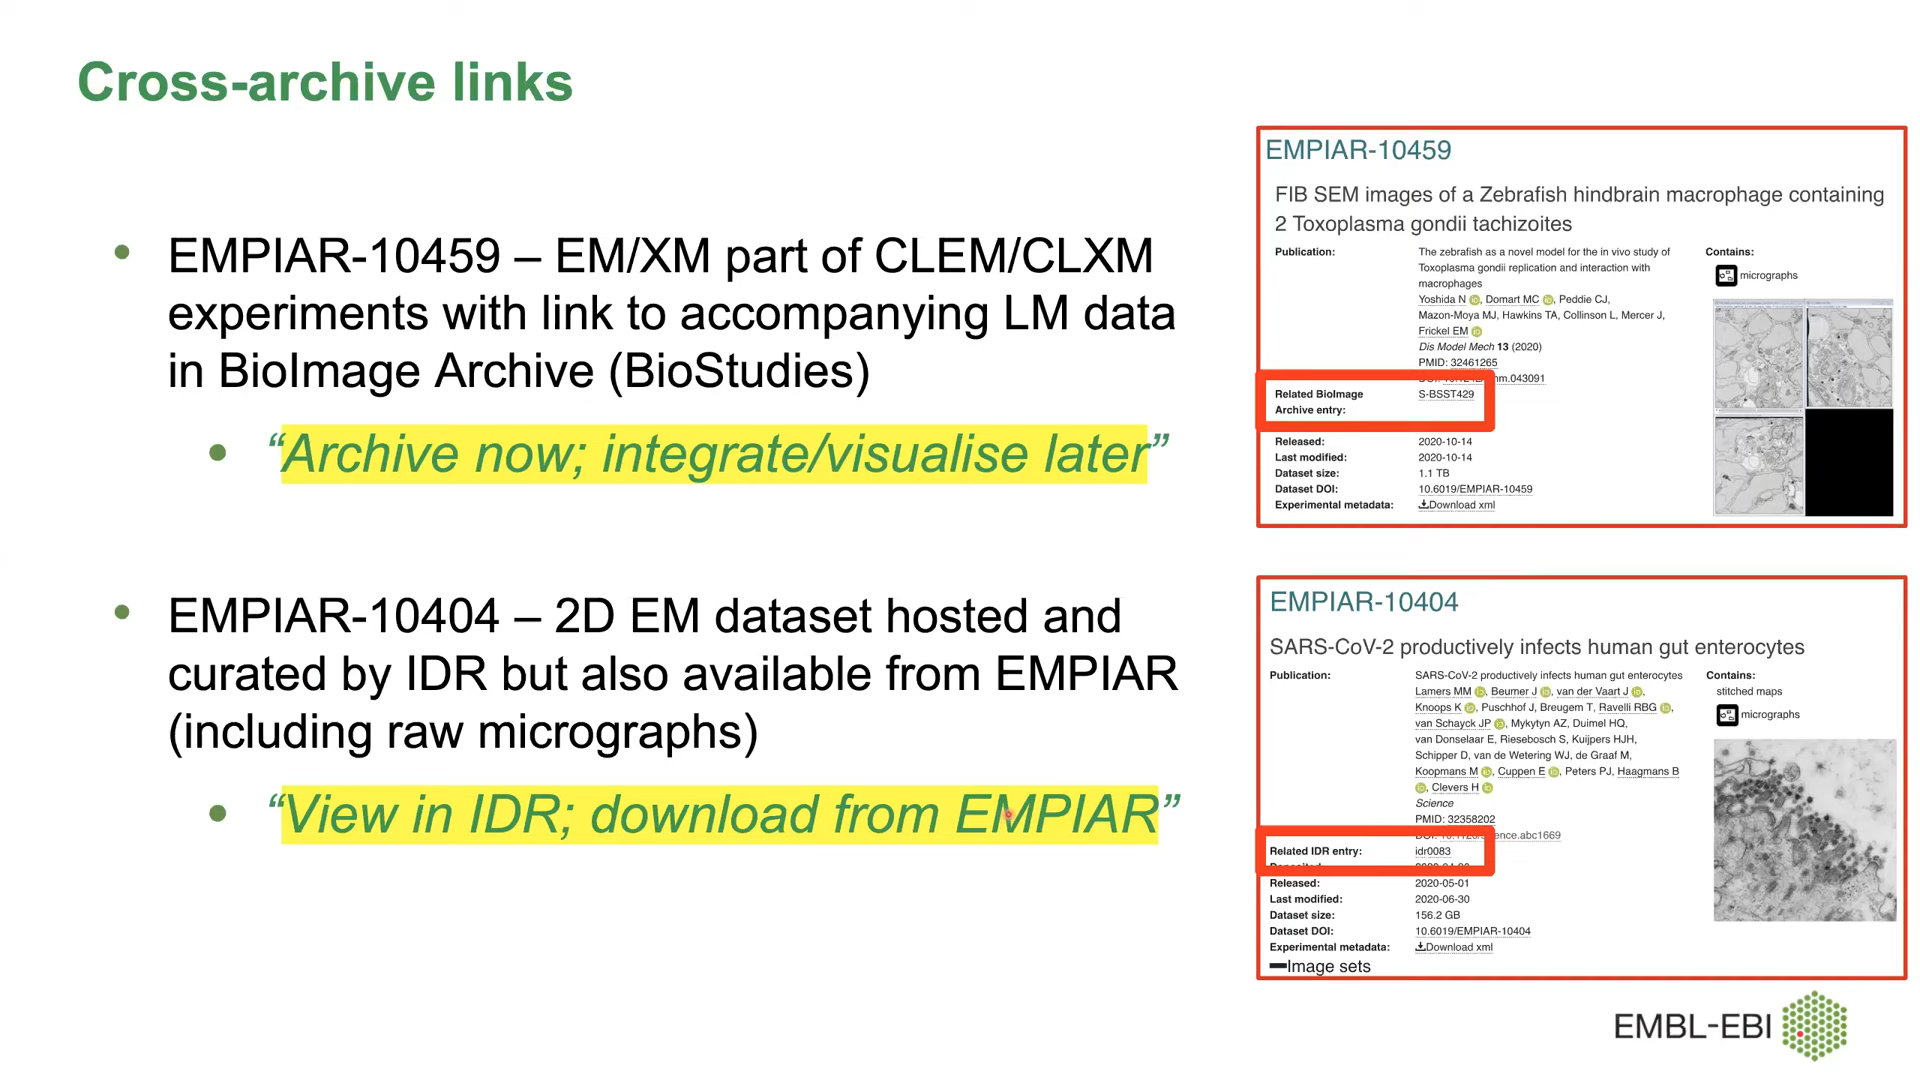 Cross-archive links
• EMPIAR-10459 – EM/XM part of CLEM/CLXM
experiments with link to accompanying LM data
in BioImage Archive (BioStudies)
• “Archive now; integrate/visualise later”
• EMPIAR-10404 – 2D EM dataset hosted and
curated by IDR but also available from EMPIAR
(including raw micrographs)
• “View in IDR; download from EMPIAR”
EMPIAR-10459
FIB SEM images of a Zebrafish hindbrain macrophage containing
2 Toxoplasma gondii tachizoites
Publication:
The zebrafish as a novel model for the in vivo study of
Toxoplasma gondii replication and interaction with
macrophages
Yoshida N, Domart MC, Peddie CJ,
Mazon-Moya MJ, Hawkins TA, Collinson L, Mercer J,
Frickel EM
Dis Model Mech 13 (2020)
PMID: 32461265
.043091
Related BioImage
Archive entry:
S-BSST429
Released: 2020-10-14
Last modified: 2020-10-14
Dataset size: 1.1 TB
Dataset DOI: 10.6019/EMPIAR-10459
Experimental metadata: Download xml
Contains:
micrographs
EMPIAR-10404
SARS-CoV-2 productively infects human gut enterocytes
Publication:
SARS-CoV-2 productively infects human gut enterocytes
Lamers MM, Beumer J, van der Vaart J,
Knoops K, Puschhof J, Breugem T, Ravelli RBG,
van Schayck JP, Mykytyn AZ, Duimel HQ,
van Donselaar E, Riesebosch S, Kuijpers HJH,
Schipper D, van de Wetering WJ, de Graaf M,
Koopmans M, Cuppen E, Peters PJ, Haagmans B
, Clevers H
Science
PMID: 32358202
ence.abc1669
Related IDR entry: idr0083
Released: 2020-05-01
Last modified: 2020-06-30
Dataset size: 156.2 GB
Dataset DOI: 10.6019/EMPIAR-10404
Experimental metadata: Download xml
Image sets
Contains:
stitched maps
micrographs
EMBL-EBI